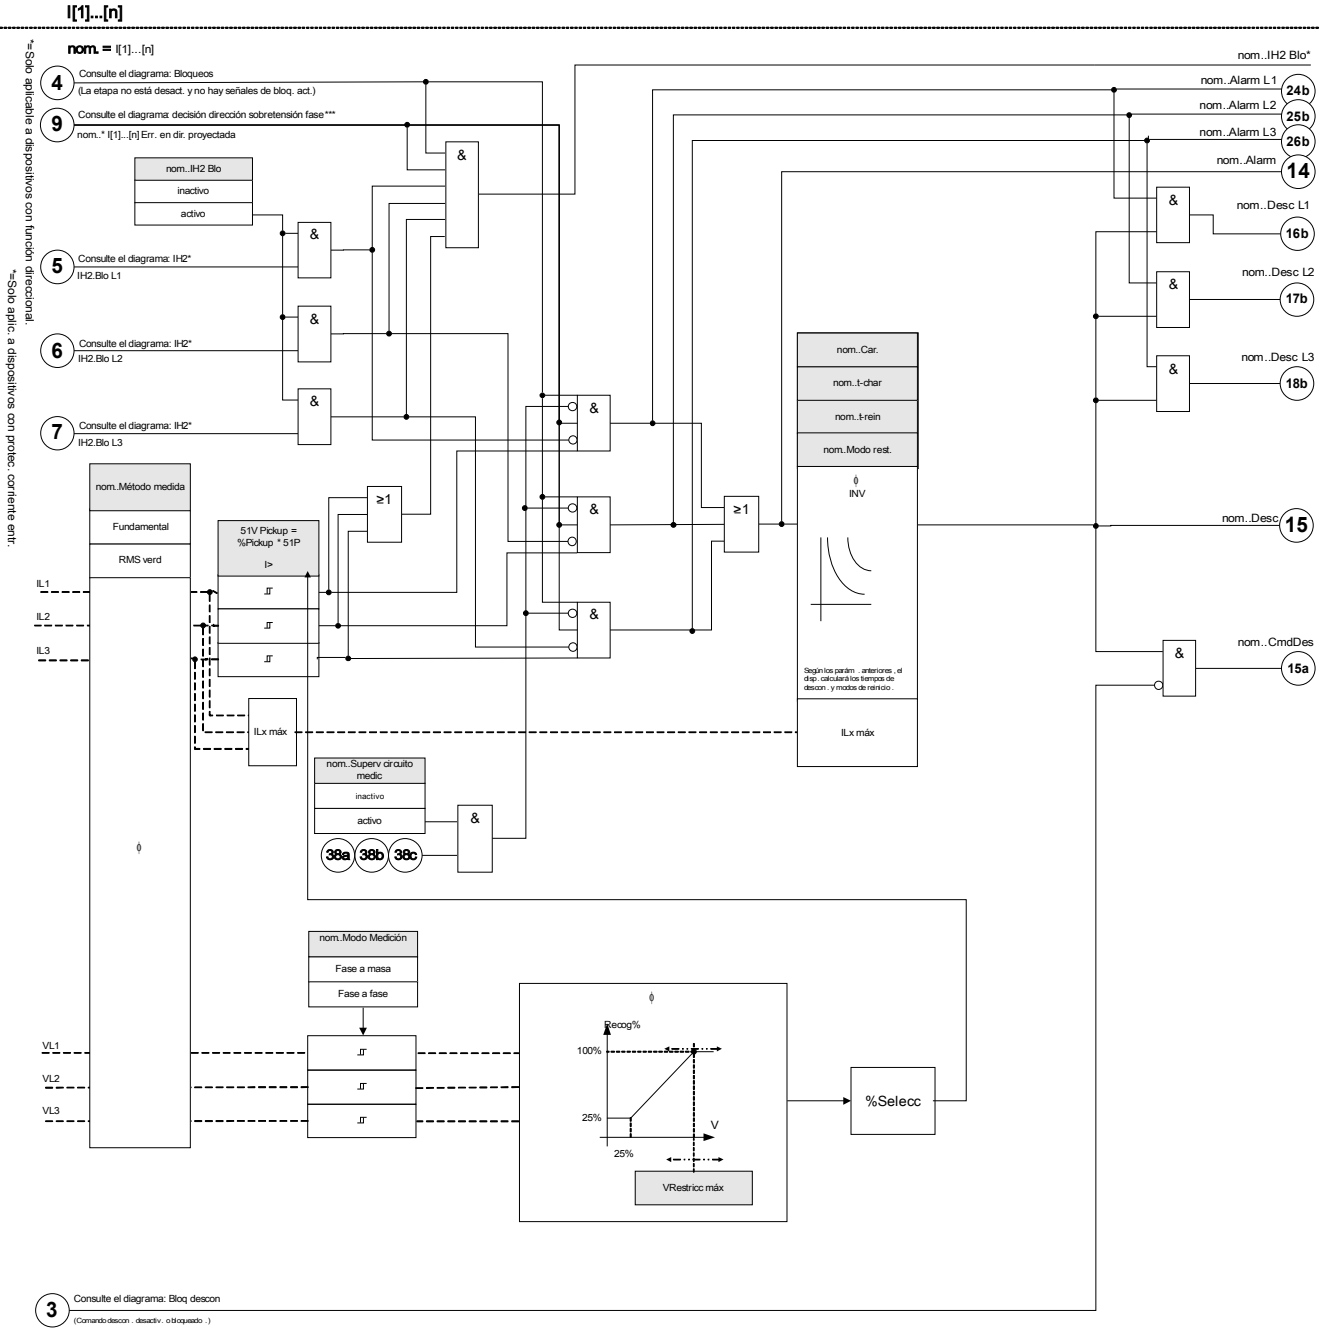 I[1]...[n]
nom. = I[1]...[n]
*=Solo aplicable a dispositivos con función direccional.
*=Solo aplic. a dispositivos con protec. corriente entr.
4
Consulte el diagrama: Bloqueos
(La etapa no está desact. y no hay señales de bloq. act.)
9
Consulte el diagrama: decisión dirección sobretensión fase***
nom..* I[1]...[n] Err. en dir. proyectada
nom..IH2 Blo
inactivo
activo
5
Consulte el diagrama: IH2*
IH2.Blo L1
6
Consulte el diagrama: IH2*
IH2.Blo L2
7
Consulte el diagrama: IH2*
IH2.Blo L3
&
&
&
&
nom..IH2 Blo*
nom..Alarm L1
24b
nom..Alarm L2
25b
nom..Alarm L3
26b
nom..Alarm
14
&
nom..Desc L1
16b
&
nom..Desc L2
17b
&
nom..Desc L3
18b
nom..Método medida
Fundamental
RMS verd
ϕ
51V Pickup =
%Pickup * 51P
I>
IL1
IL2
IL3
≥1
&
&
&
≥1
nom..Car.
nom..t-char
nom..t-rein
nom..Modo rest.
ϕ
INV
Según los parám . anteriores , el
disp. calculará los tiempos de
descon . y modos de reinicio .
ILx máx
ILx máx
nom..Desc
15
&
nom..CmdDes
15a
nom..Superv circuito
medic
inactivo
activo
&
38a
38b
38c
nom..Modo Medición
Fase a masa
Fase a fase
VL1
VL2
VL3
ϕ
Recog%
100%
25%
V
25%
VRestricc máx
%Selecc
3
Consulte el diagrama: Bloq descon
(Comando descon . desactiv. o bloqueado .)